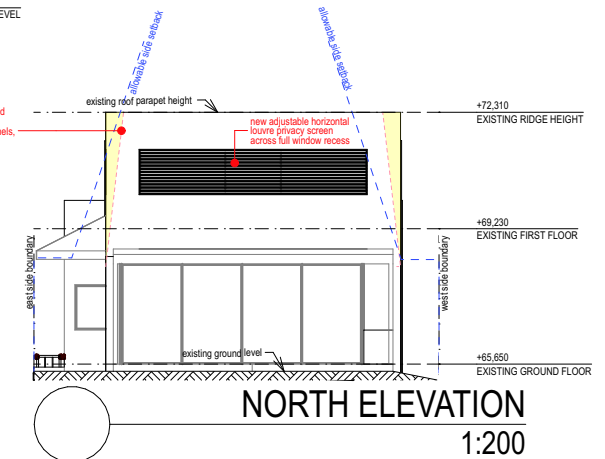 EVEL
allowable side setback
allowable side setback
existing roof parapet height
+72,310
EXISTING RIDGE HEIGHT
d
nels,
new adjustable horizontal
louvre privacy screen
across full window recess
+69,230
EXISTING FIRST FLOOR
east side boundary
west side boundary
existing ground level
+65,650
EXISTING GROUND FLOOR
NORTH ELEVATION
1:200